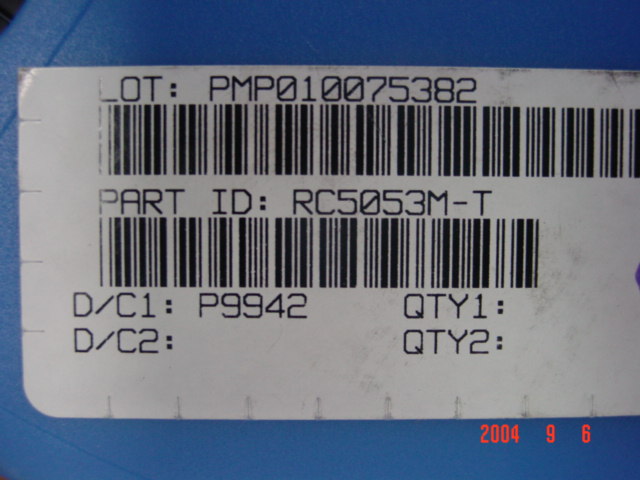 LOT: PMP010075382
PART ID: RC5053M-T
D/C1: P9942 QTY1:
D/C2: QTY2:
2004 9 6